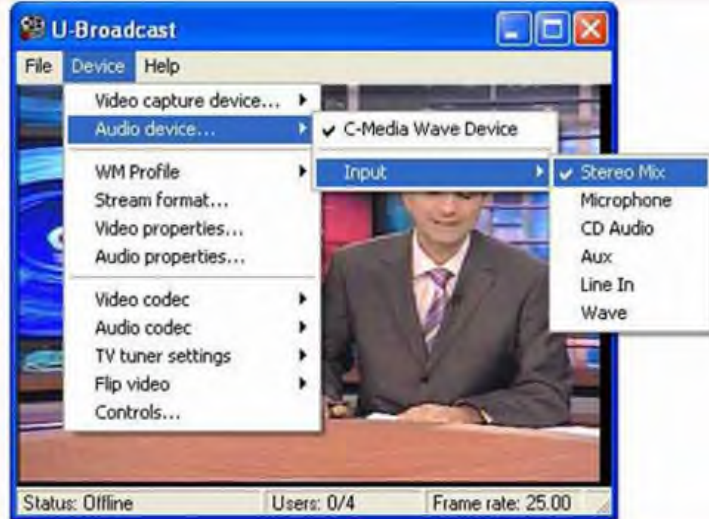 U-Broadcast
File Device Help
Video capture device...
Audio device...
WM Profile
Stream format...
Video properties...
Audio properties...
Video codec
Audio codec
TV tuner settings
Flip video
Controls...
C-Media Wave Device
Input
Stereo Mix
Microphone
CD Audio
Aux
Line In
Wave
Status: Offline Users: 0/4 Frame rate: 25.00